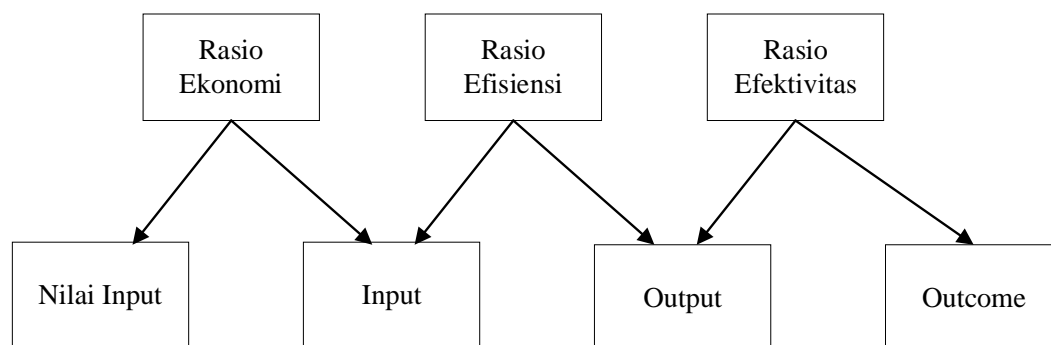 Rasio
Ekonomi
Rasio
Efisiensi
Rasio
Efektivitas
Nilai Input
Input
Output
Outcome